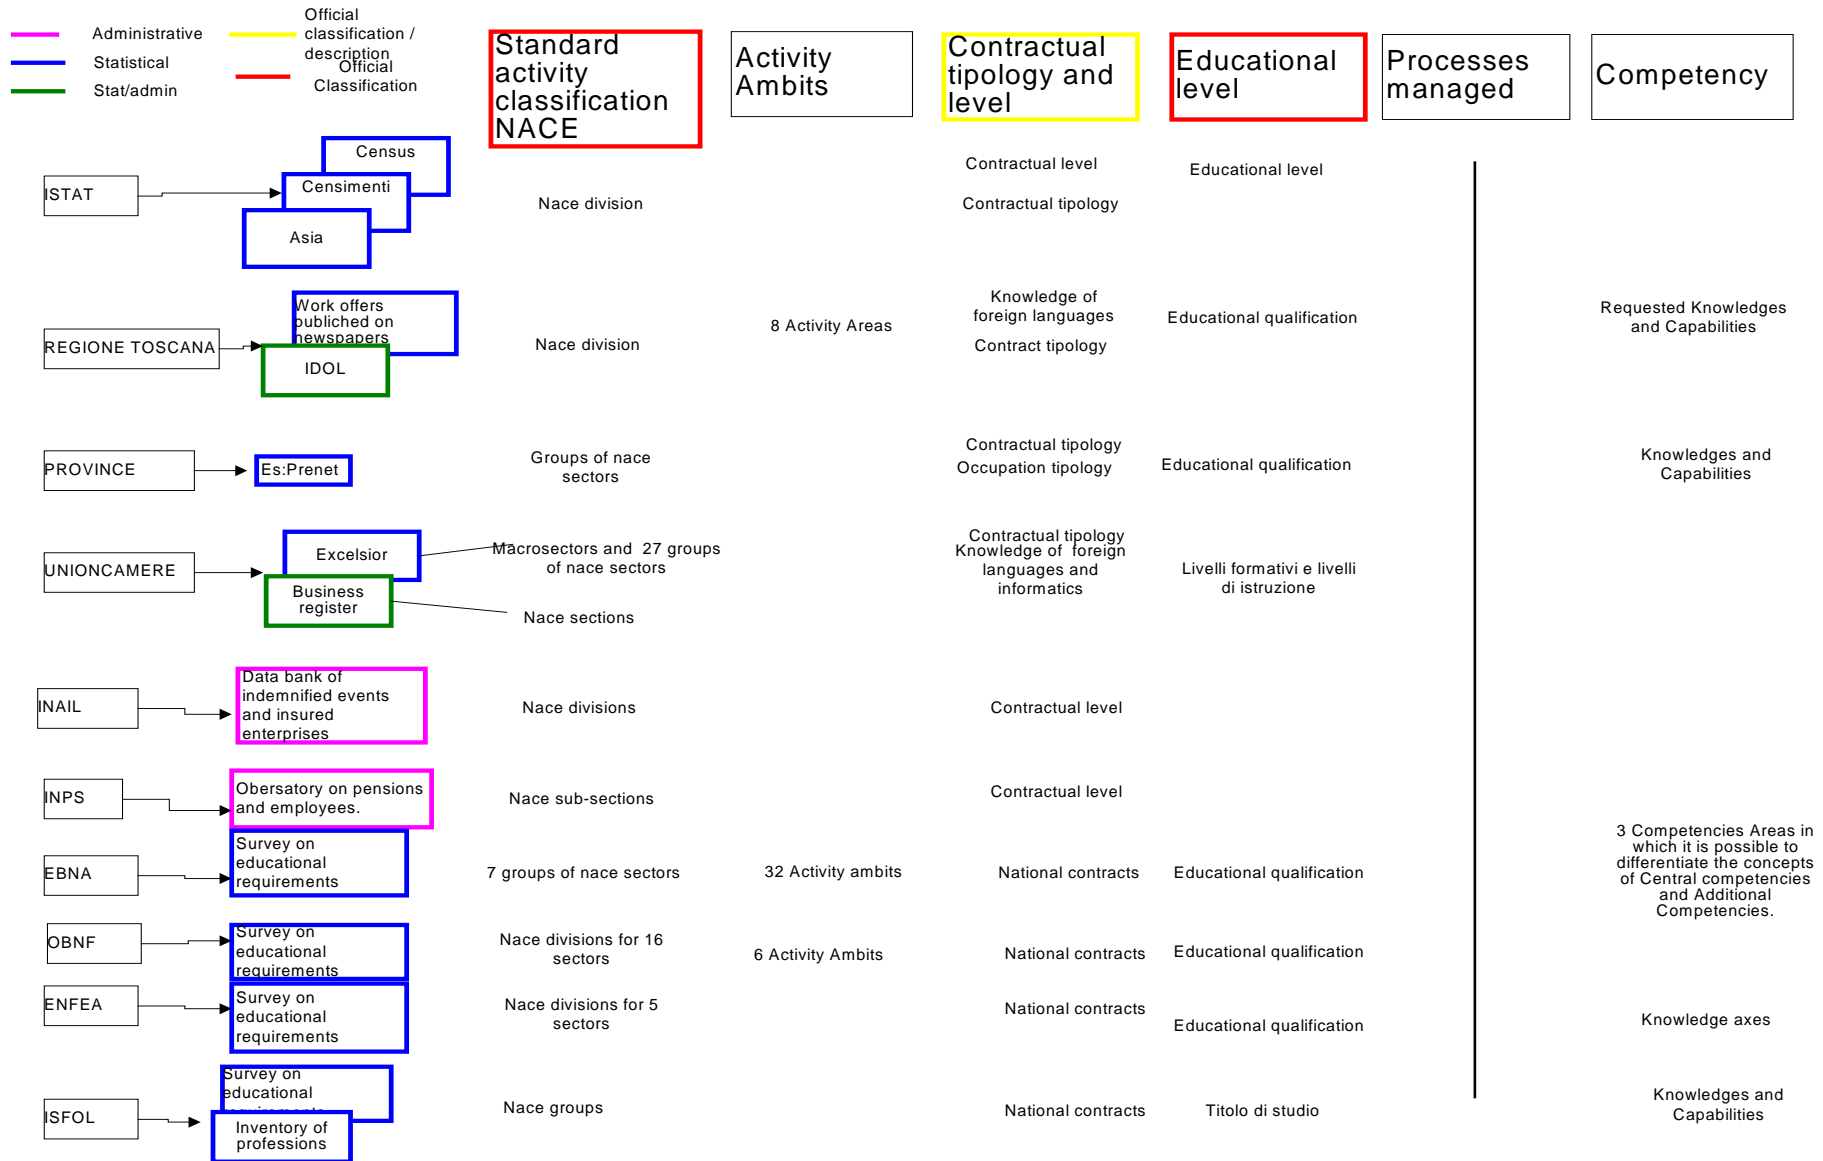 Administrative
Statistical
Stat/admin
Official
classification /
description
Official
Classification
Standard
activity
classification
NACE
Activity
Ambits
Contractual
tipology and
level
Educational
level
Processes
managed
Competency
ISTAT
Census
Censimenti
Asia
Nace division
Contractual level
Contractual tipology
Educational level
REGIONE TOSCANA
Work offers
publiched on
newspapers
IDOL
Nace division
8 Activity Areas
Knowledge of
foreign languages
Contract tipology
Educational qualification
Requested Knowledges
and Capabilities
PROVINCE
Es:Prenet
Groups of nace
sectors
Contractual tipology
Occupation tipology
Educational qualification
Knowledges and
Capabilities
UNIONCAMERE
Excelsior
Business
register
Macrosectors and 27 groups
of nace sectors
Nace sections
Contractual tipology
Knowledge of foreign
languages and
informatics
Livelli formativi e livelli
di istruzione
INAIL
Data bank of
indemnified events
and insured
enterprises
Nace divisions
Contractual level
INPS
Obersatory on pensions
and employees.
Nace sub-sections
Contractual level
EBNA
Survey on
educational
requirements
7 groups of nace sectors
32 Activity ambits
National contracts
Educational qualification
3 Competencies Areas in
which it is possible to
differentiate the concepts
of Central competencies
and Additional
Competencies.
OBNF
Survey on
educational
requirements
Nace divisions for 16
sectors
6 Activity Ambits
National contracts
Educational qualification
ENFEA
Survey on
educational
requirements
Nace divisions for 5
sectors
National contracts
Educational qualification
Knowledge axes
ISFOL
Survey on
educational
requirements
Inventory of
professions
Nace groups
National contracts
Titolo di studio
Knowledges and
Capabilities